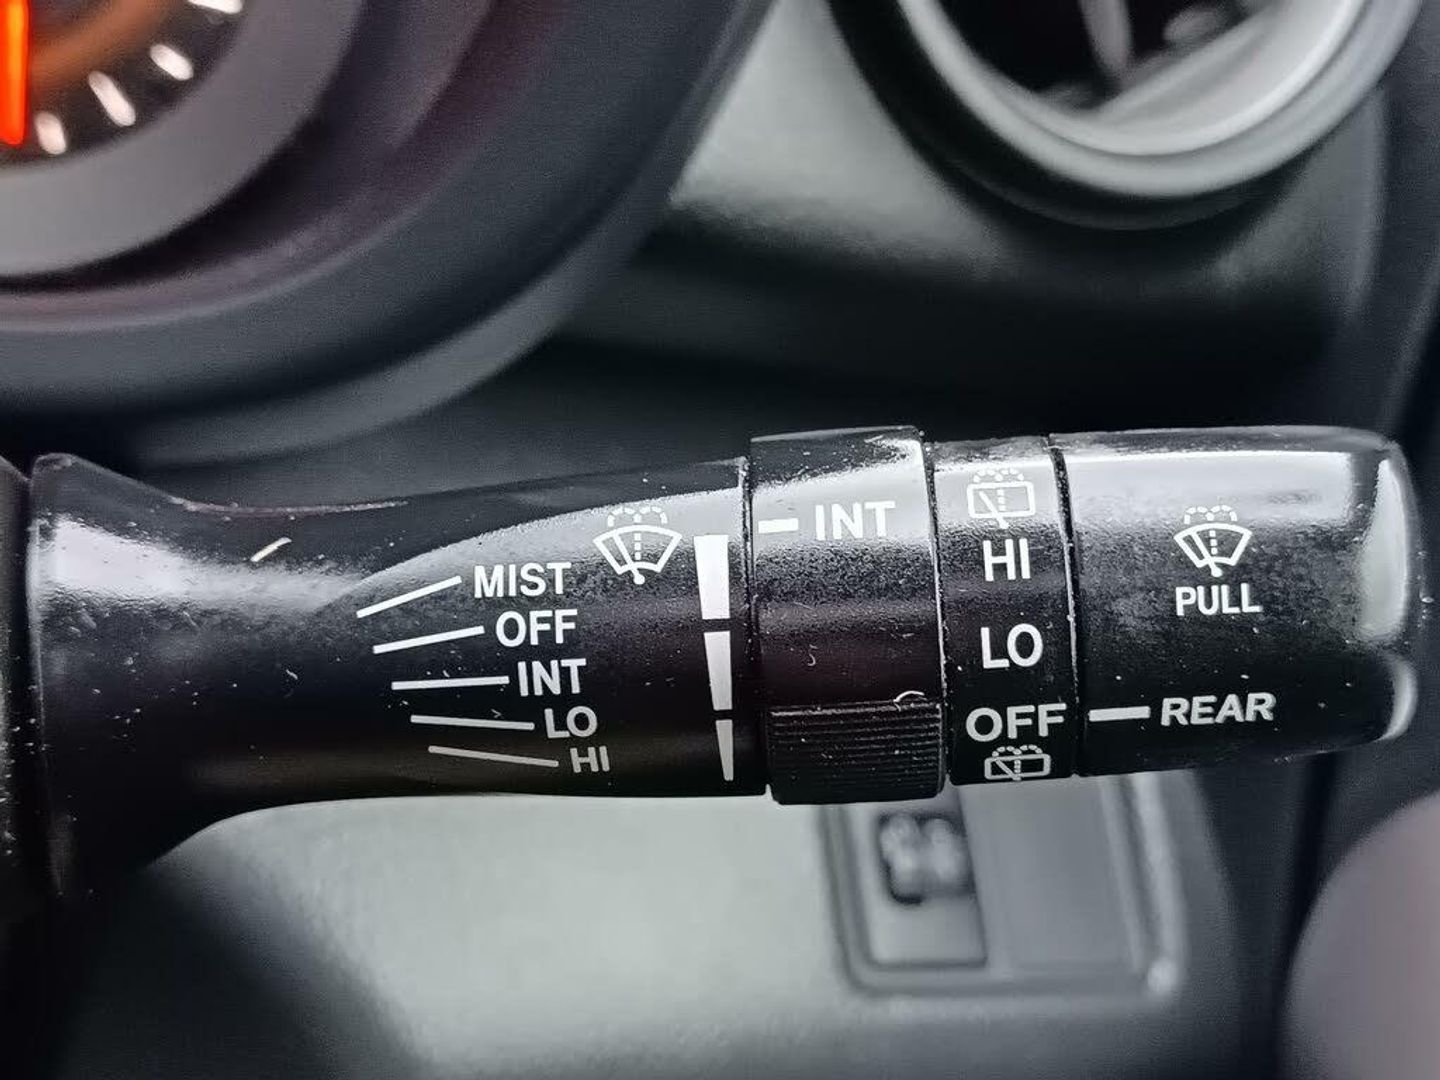 MIST
OFF
INT
LO
HI
INT
HI
LO
OFF
PULL
REAR